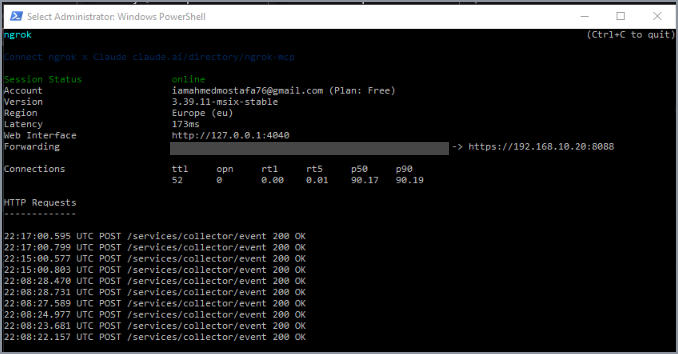 Select Administrator: Windows PowerShell
ngrok (Ctrl+C to quit)
Connect ngrok x Claude claude.ai/directory/ngrok-mcp
Session Status online
Account iamahmedmostafa76@gmail.com (Plan: Free)
Version 3.39.11-msix-stable
Region Europe (eu)
Latency 173ms
Web Interface http://127.0.0.1:4040
Forwarding -> https://192.168.10.20:8088
Connections ttl opn rt1 rt5 p50 p90
52 0 0.00 0.01 90.17 90.19
HTTP Requests
-------------
22:17:00.595 UTC POST /services/collector/event 200 OK
22:17:00.799 UTC POST /services/collector/event 200 OK
22:15:00.577 UTC POST /services/collector/event 200 OK
22:15:00.803 UTC POST /services/collector/event 200 OK
22:08:28.470 UTC POST /services/collector/event 200 OK
22:08:28.731 UTC POST /services/collector/event 200 OK
22:08:27.589 UTC POST /services/collector/event 200 OK
22:08:24.977 UTC POST /services/collector/event 200 OK
22:08:23.681 UTC POST /services/collector/event 200 OK
22:08:22.157 UTC POST /services/collector/event 200 OK